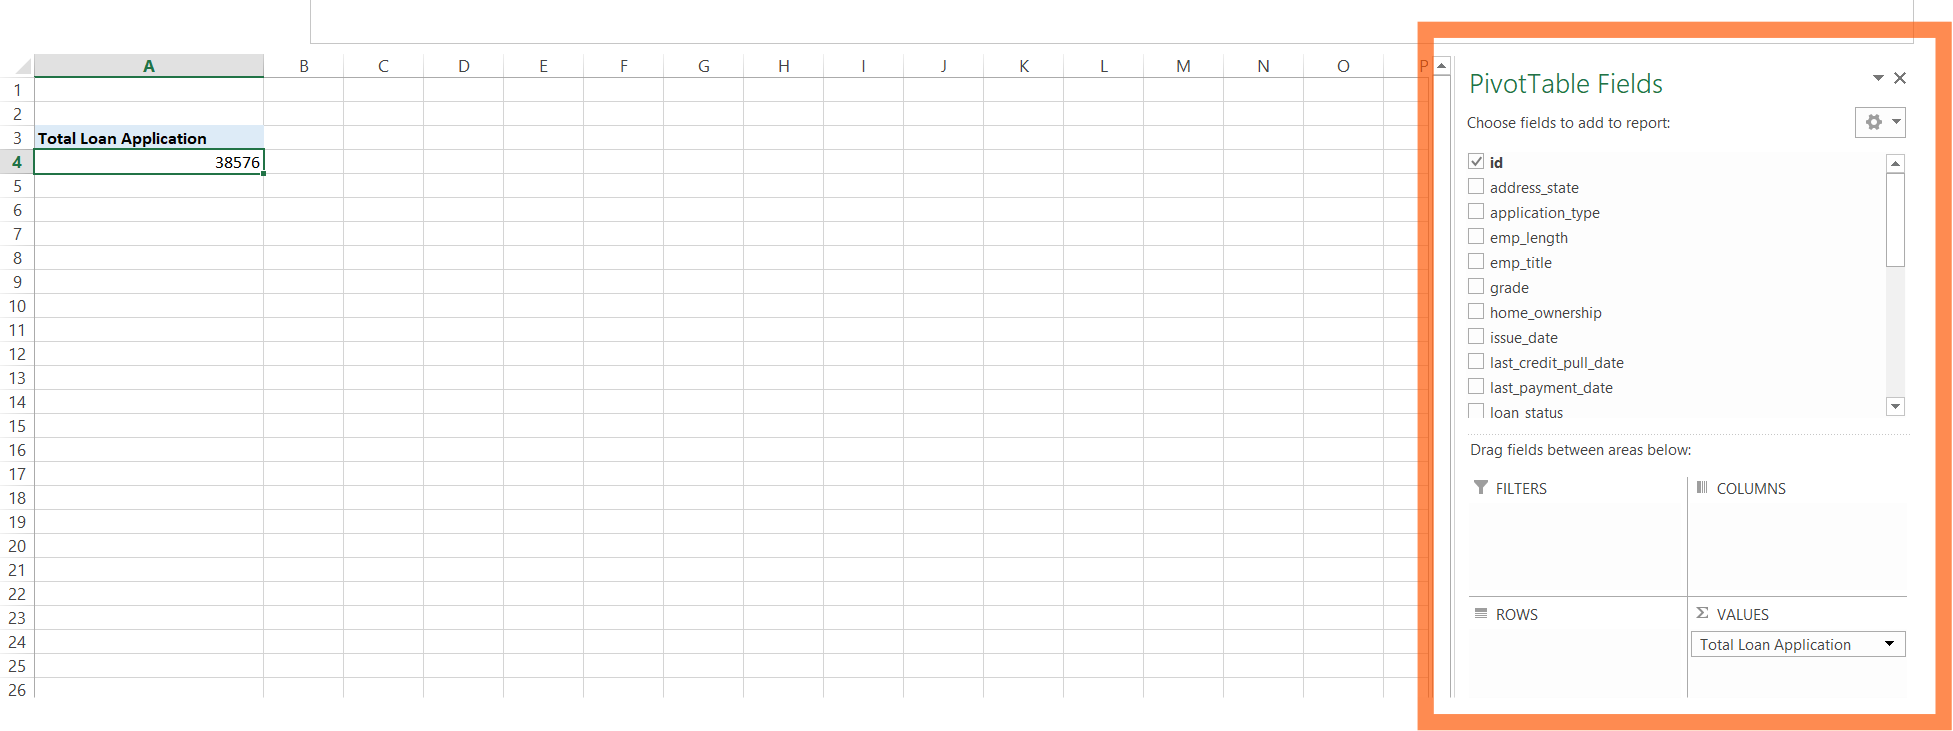 A B C D E F G H I J K L M N O P
1
2
3 Total Loan Application
4 38576
5
6
7
8
9
10
11
12
13
14
15
16
17
18
19
20
21
22
23
24
25
26
PivotTable Fields
Choose fields to add to report:
id
address_state
application_type
emp_length
emp_title
grade
home_ownership
issue_date
last_credit_pull_date
last_payment_date
loan_status
Drag fields between areas below:
FILTERS COLUMNS
ROWS Σ VALUES
Total Loan Application